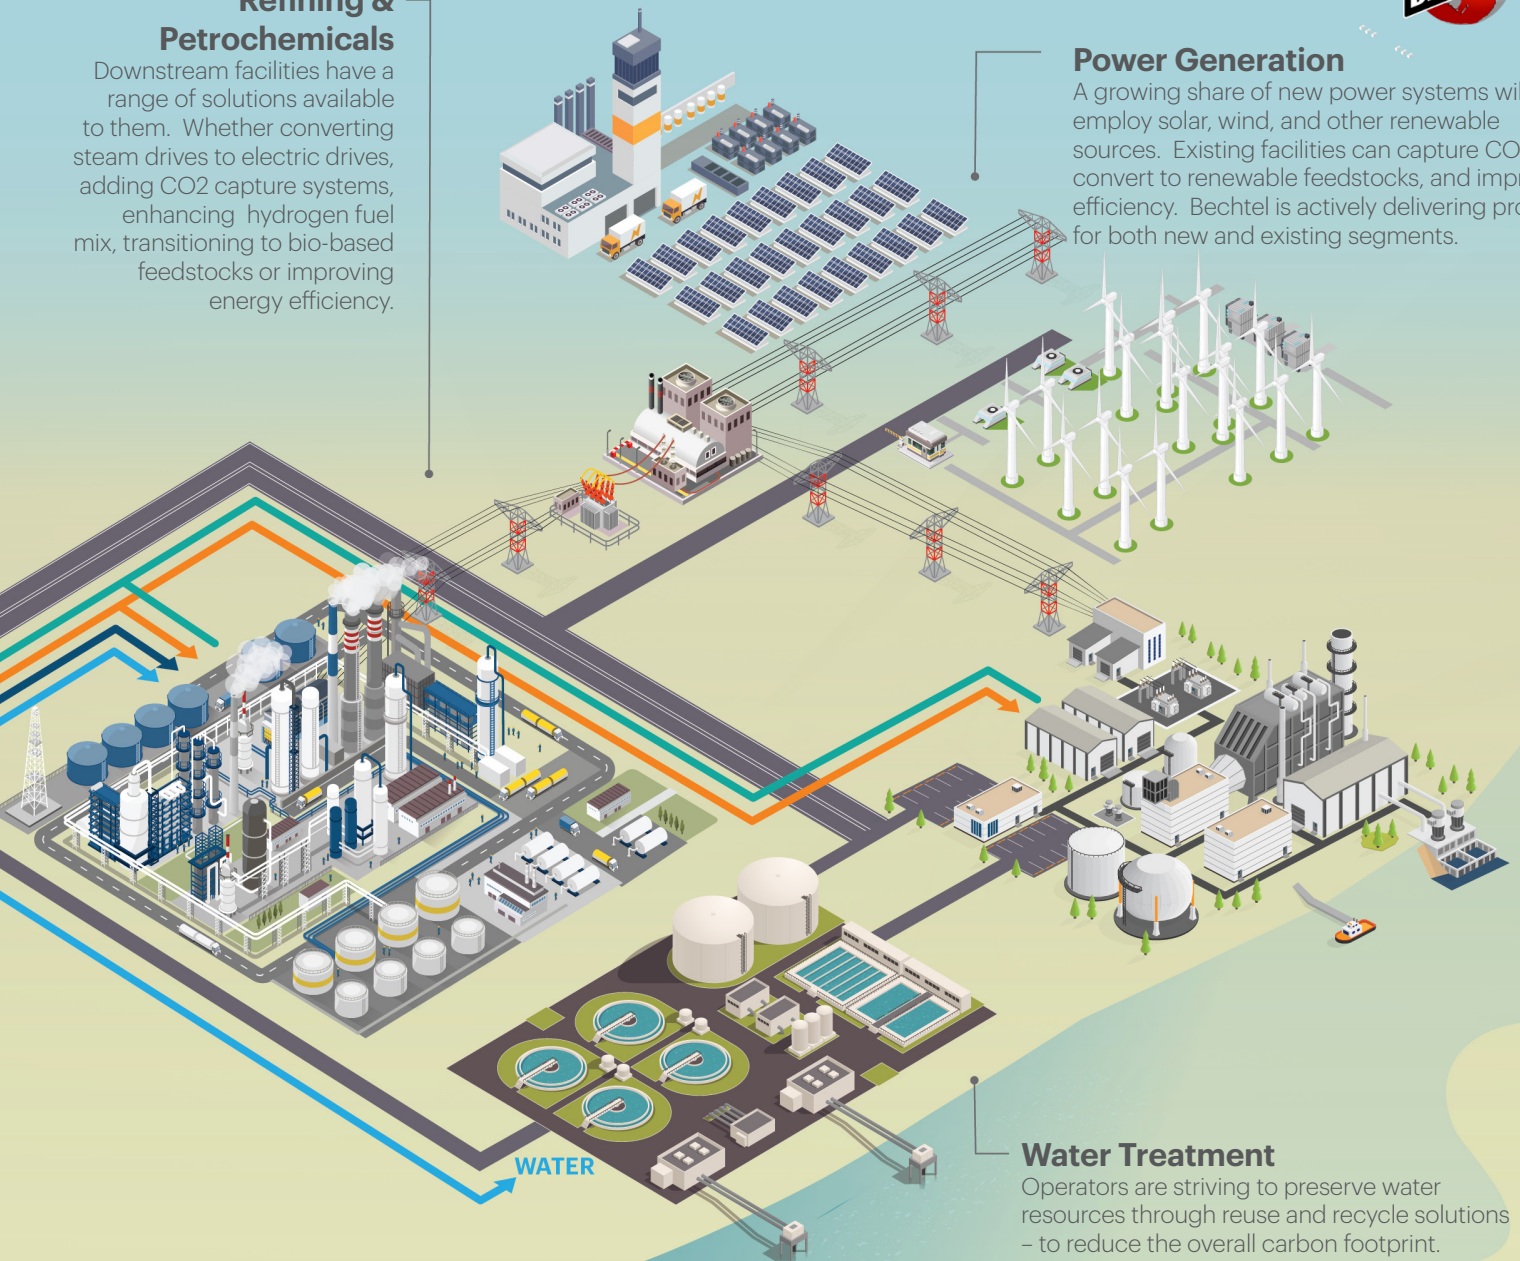 Refining &
Petrochemicals
Downstream facilities have a
range of solutions available
to them. Whether converting
steam drives to electric drives,
adding CO2 capture systems,
enhancing hydrogen fuel
mix, transitioning to bio-based
feedstocks or improving
energy efficiency.
Power Generation
A growing share of new power systems
employ solar, wind, and other renewable
sources. Existing facilities can capture
convert to renewable feedstocks, and
efficiency. Bechtel is actively delivering
for both new and existing segments.
WATER
Water Treatment
Operators are striving to preserve water
resources through reuse and recycle solutions
– to reduce the overall carbon footprint.